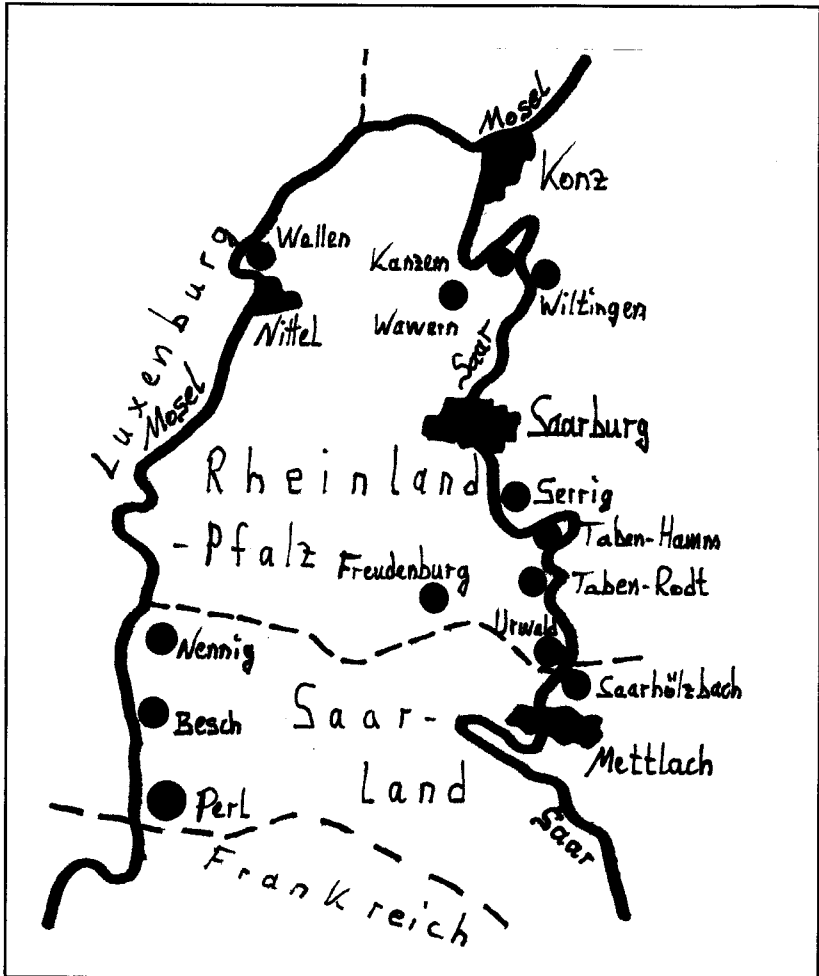 Mosel
Konz
Wallen
Kanzem
Wiltingen
Wawern
Nittel
Luxenburg
Mosel
Saar
Saarburg
Rheinland
-Pfalz
Serrig
Taben-Hamm
Freudenburg
Taben-Rodt
Urwald
Nennig
Saarhölzbach
Besch
Saar-
Land
Mettlach
Perl
Saar
Frankreich